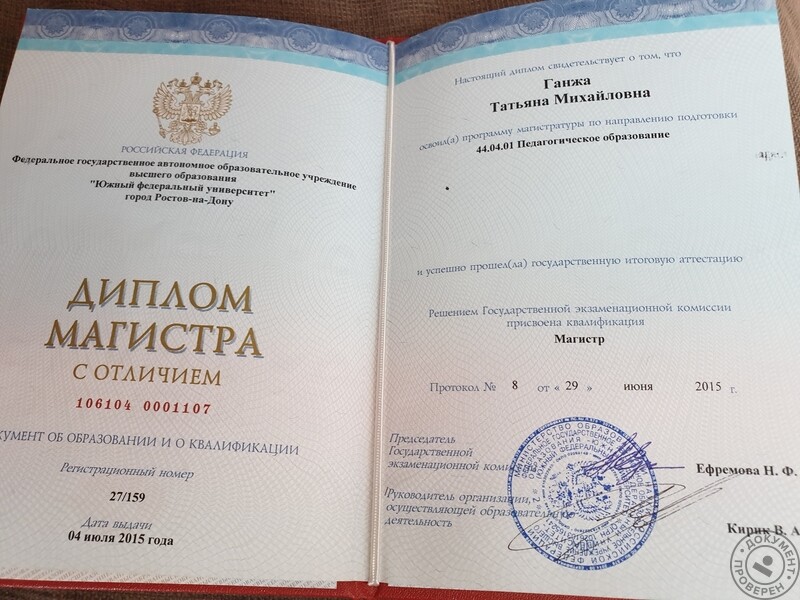 РОССИЙСКАЯ ФЕДЕРАЦИЯ
Федеральное государственное автономное образовательное учреждение
высшего образования
"Южный федеральный университет"
город Ростов-на-Дону
ДИПЛОМ
МАГИСТРА
С ОТЛИЧИЕМ
106104 0001107
КУМЕНТ ОБ ОБРАЗОВАНИИ И О КВАЛИФИКАЦИИ
Регистрационный номер
27/159
Дата выдачи
04 июля 2015 года
Настоящий диплом свидетельствует о том, что
Ганжа
Татьяна Михайловна
освоил(а) программу магистратуры по направлению подготовки
44.04.01 Педагогическое образование
и успешно прошел(ла) государственную итоговую аттестацию
Решением Государственной экзаменационной комиссии
присвоена квалификация
Магистр
Протокол № 8 от « 29 » июня 2015 г.
Председатель
Государственной
экзаменационной коми
Ефремова Н. Ф.
Руководитель организации,
осуществляющей образовательную
деятельность
Кирик В. А
ДОКУМЕНТ ПРОВЕРЕН